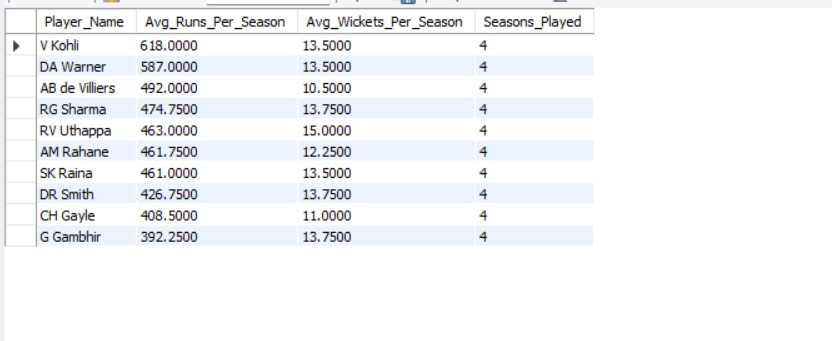 Player_Name Avg_Runs_Per_Season Avg_Wickets_Per_Season Seasons_Played
V Kohli 618.0000 13.5000 4
DA Warner 587.0000 13.5000 4
AB de Villiers 492.0000 10.5000 4
RG Sharma 474.7500 13.7500 4
RV Uthappa 463.0000 15.0000 4
AM Rahane 461.7500 12.2500 4
SK Raina 461.0000 13.5000 4
DR Smith 426.7500 13.7500 4
CH Gayle 408.5000 11.0000 4
G Gambhir 392.2500 13.7500 4